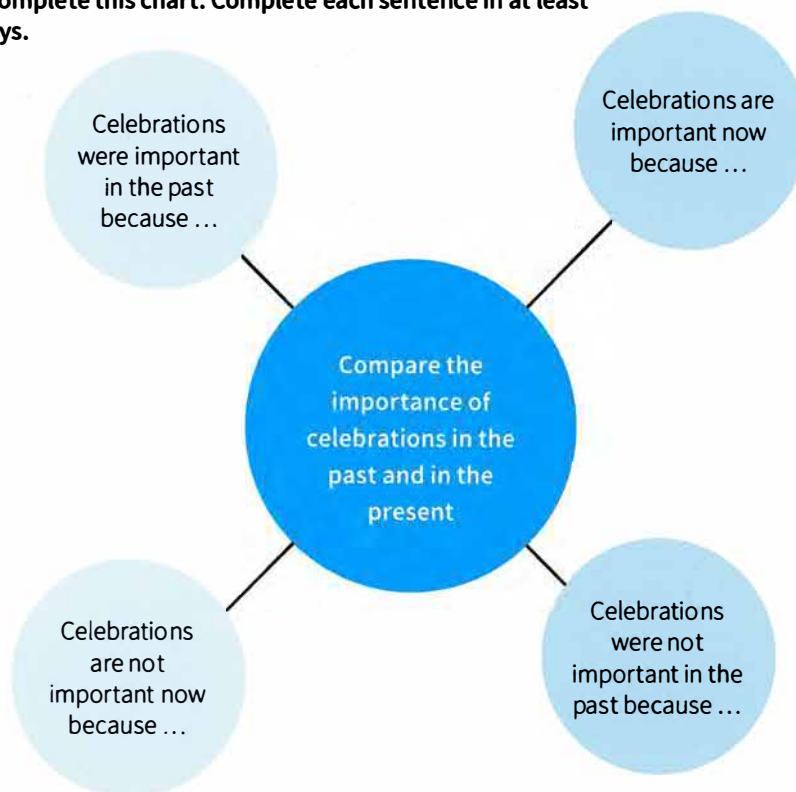 omplete this chart. Complete each sentence in at least
ys.
Celebrations
were important
in the past
because ...
Celebrations are
important now
because ...
Compare the
importance of
celebrations in the
past and in the
present
Celebrations
are not
important now
because ...
Celebrations
were not
important in the
past because ...